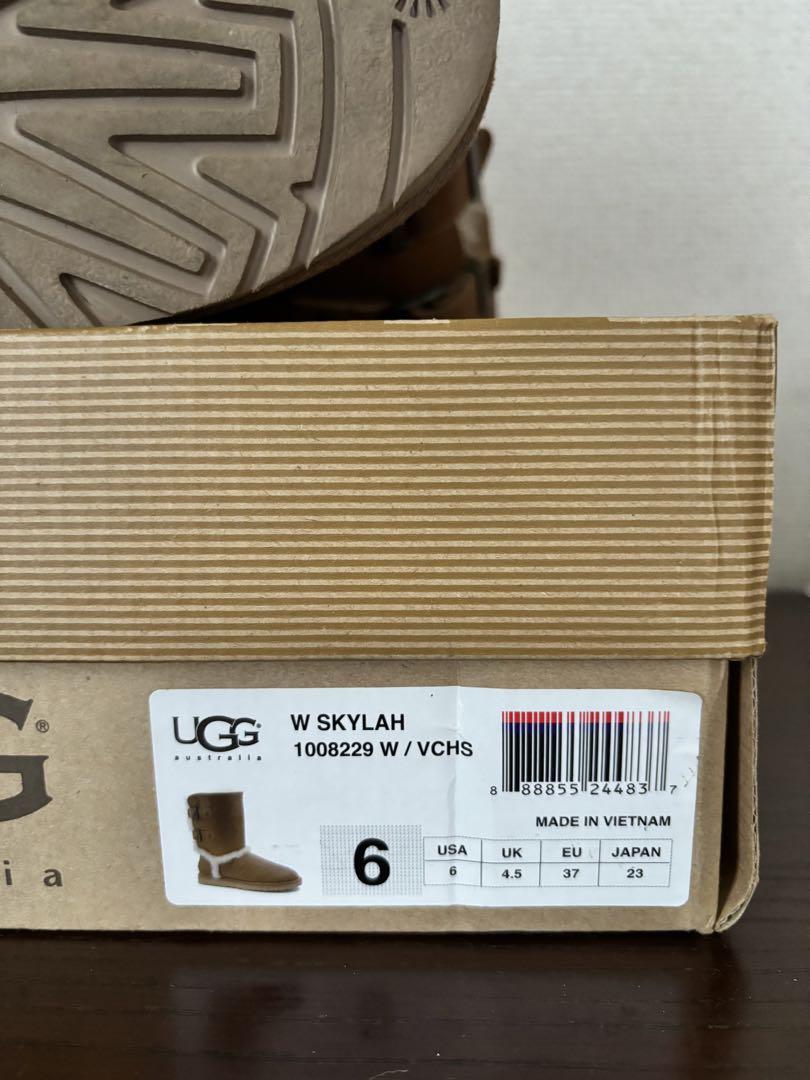 G®
i a
UGG®
australia
W SKYLAH
1008229 W / VCHS
8 88855 24483 7
MADE IN VIETNAM
6
USA UK EU JAPAN
6 4.5 37 23